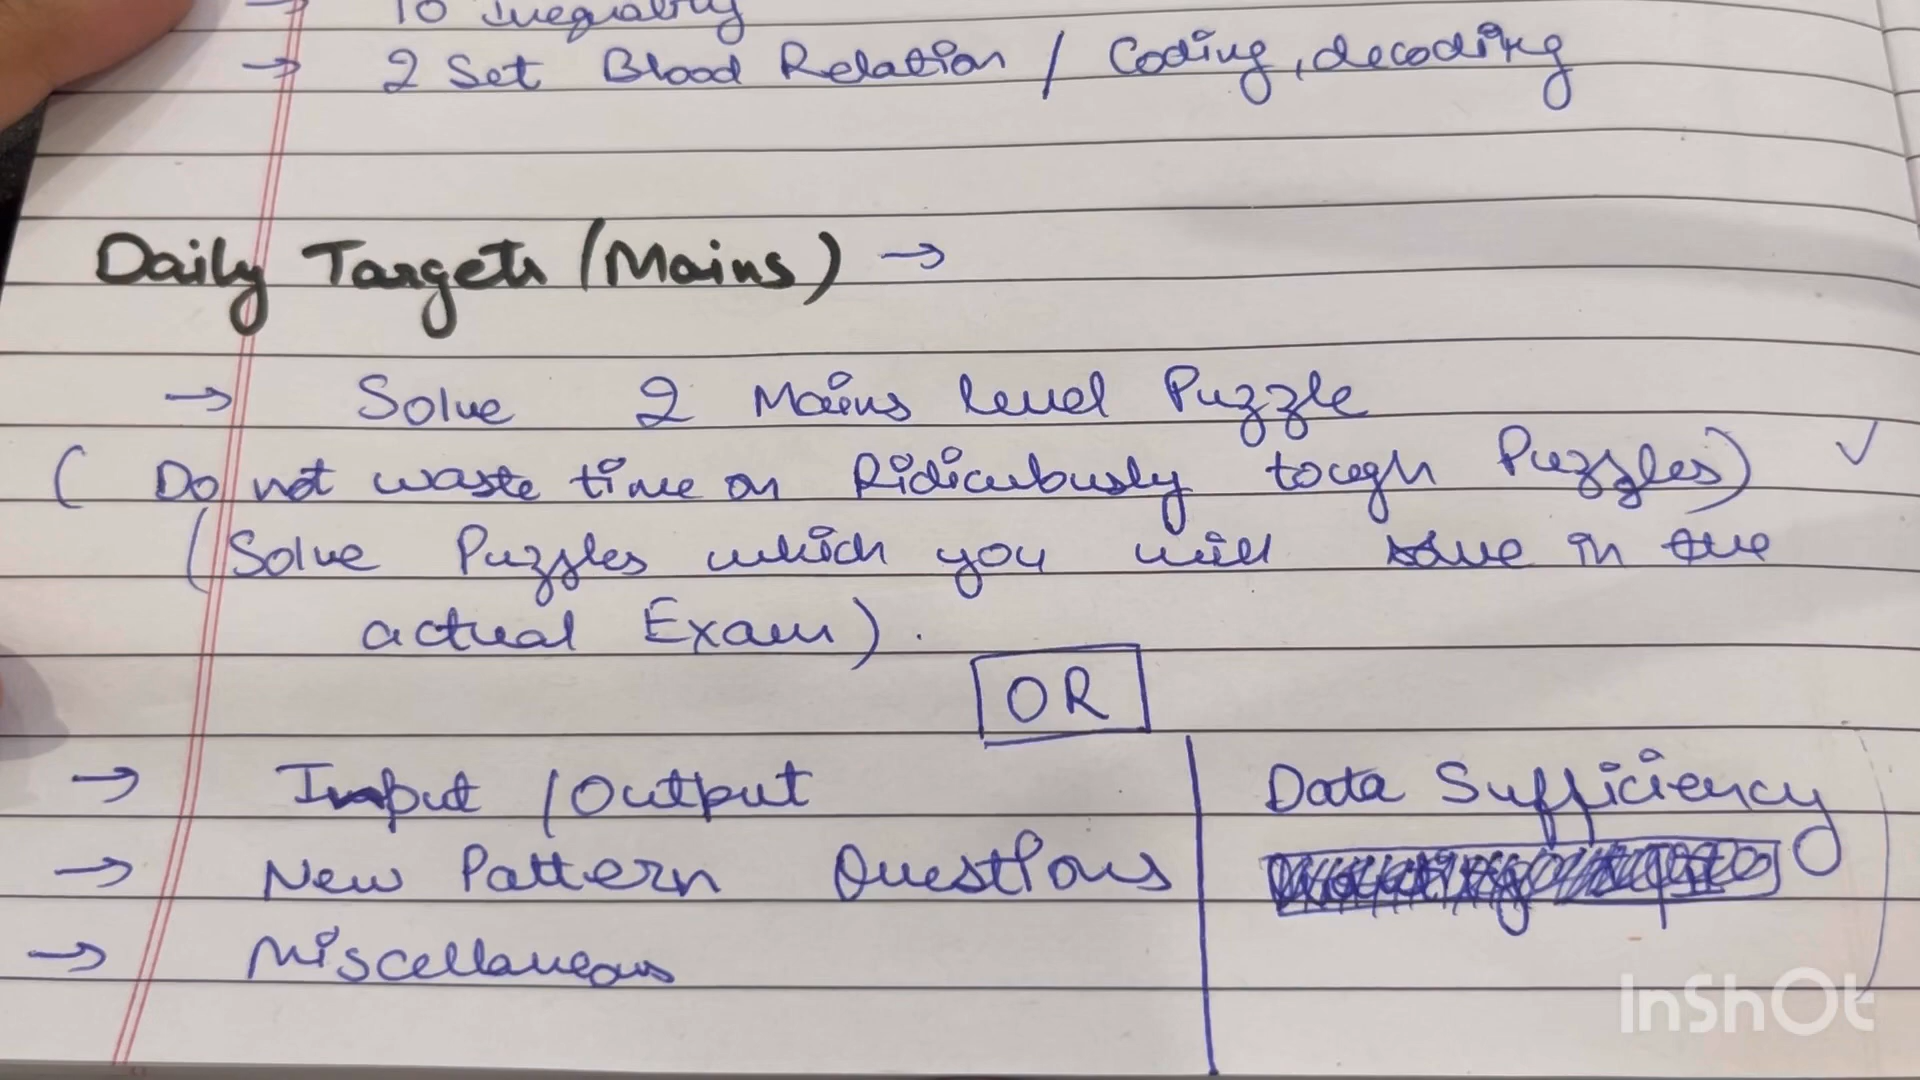 → 10 Inequality
→ 2 Set Blood Relation / Coding, decoding
Daily Targets (Mains) →
→ Solve 2 Mains level Puzzle
( Do not waste time on Ridiculously tough Puzzles) ✓
(Solve Puzzles which you will solve in the
actual Exam).
OR
→ Input / Output
→ New Pattern Questions
→ Miscellaneous
Data Sufficiency
InShOt